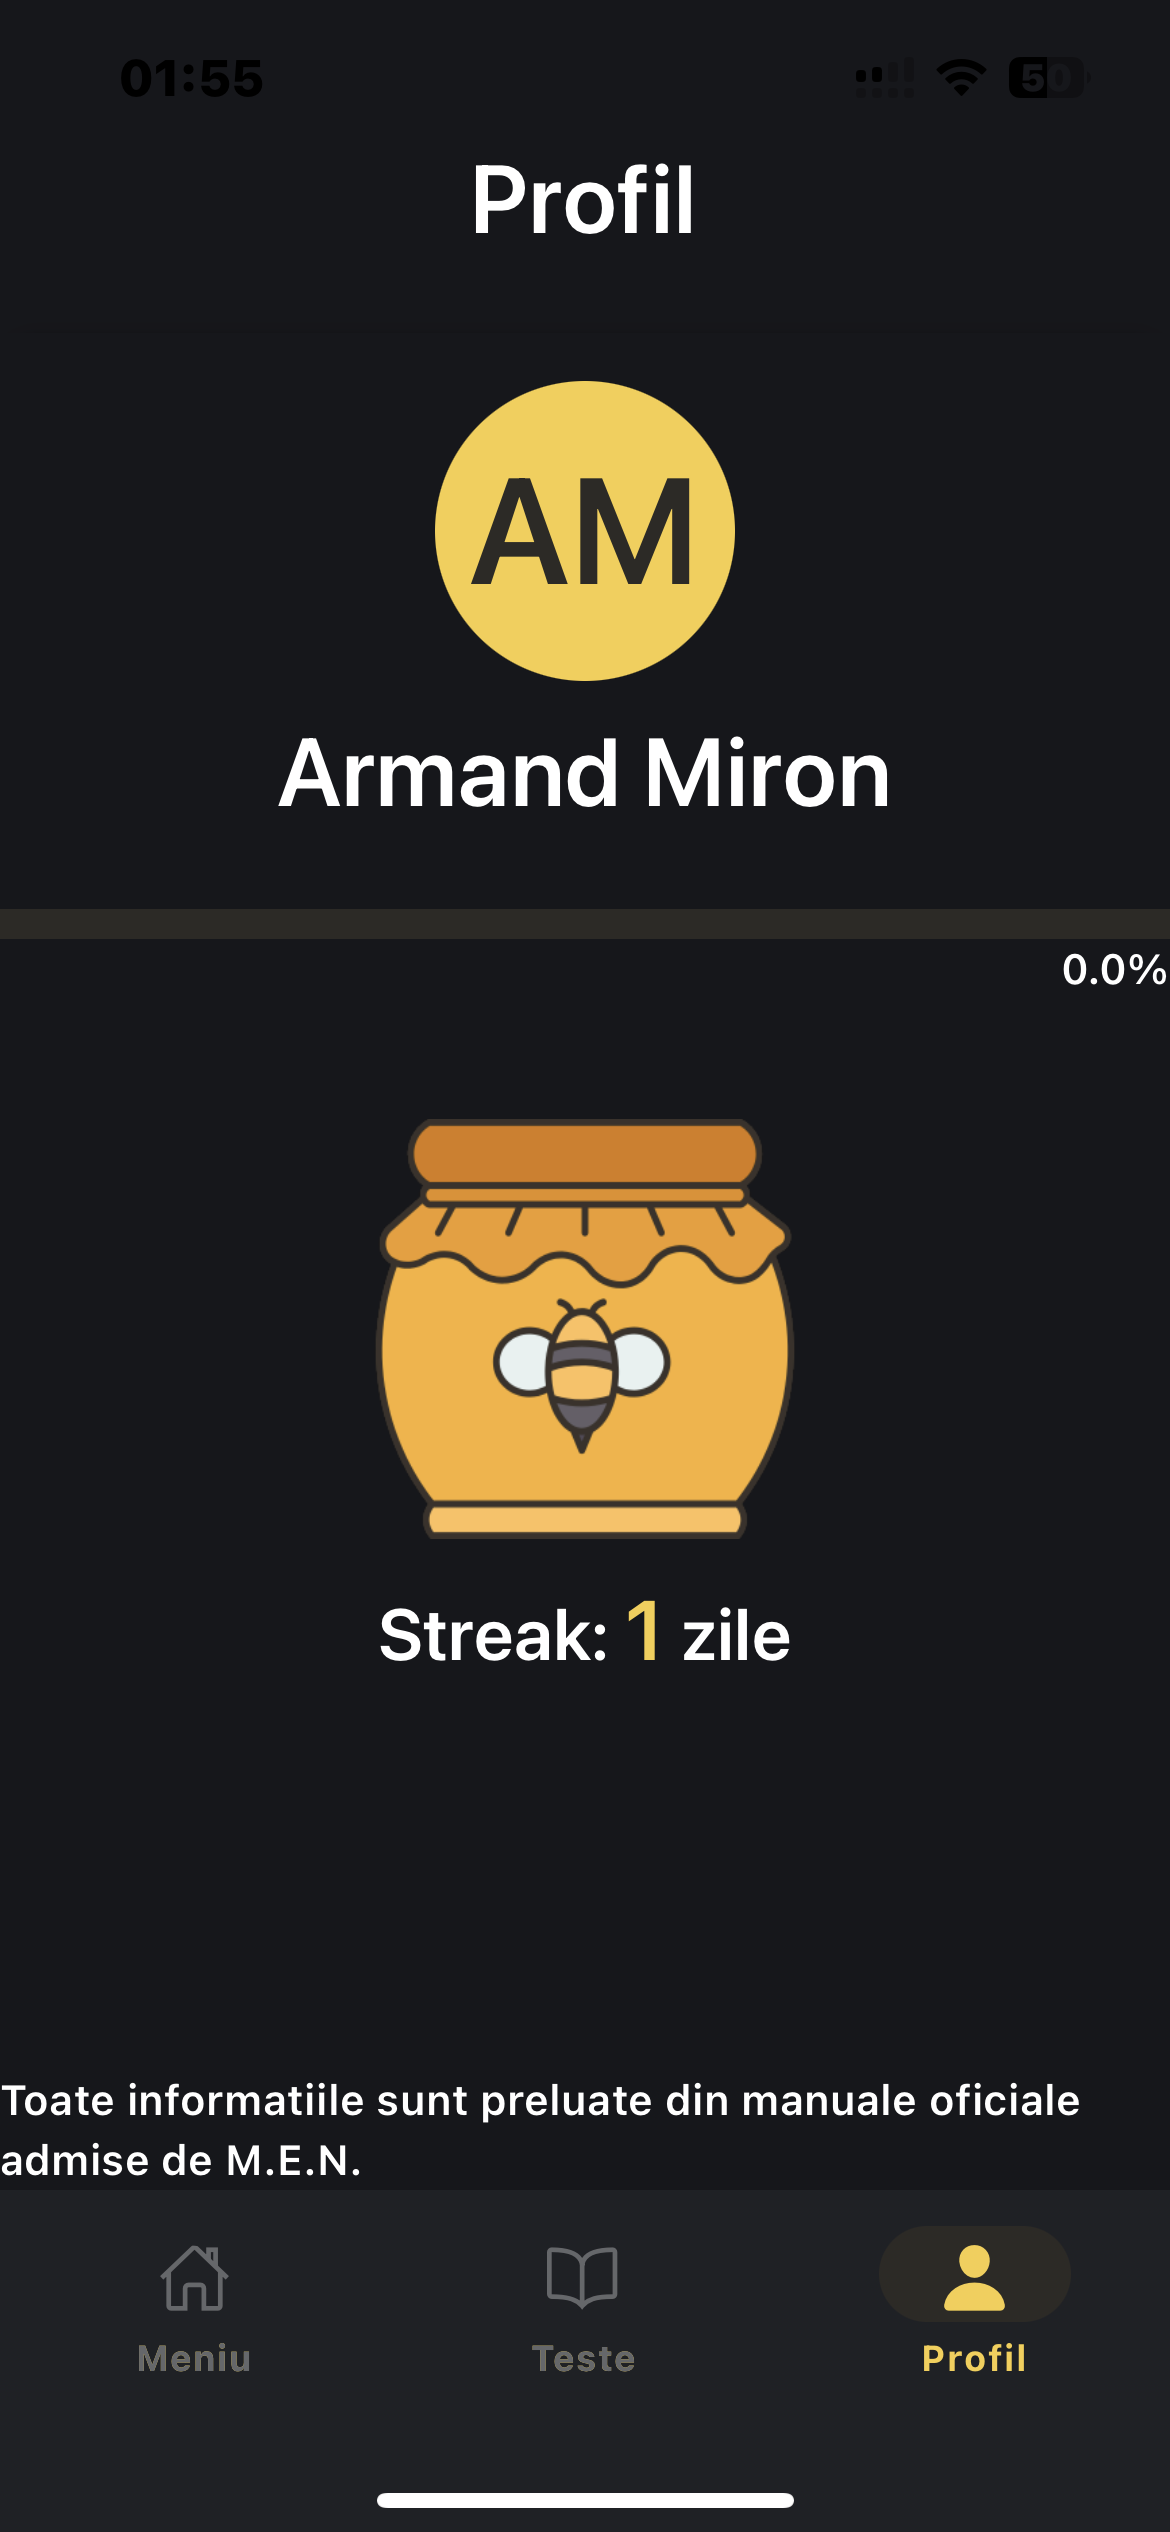 01:55
50
Profil
AM
Armand Miron
0.0%
Streak: 1 zile
Toate informatiile sunt preluate din manuale oficiale
admise de M.E.N.
Meniu
Teste
Profil